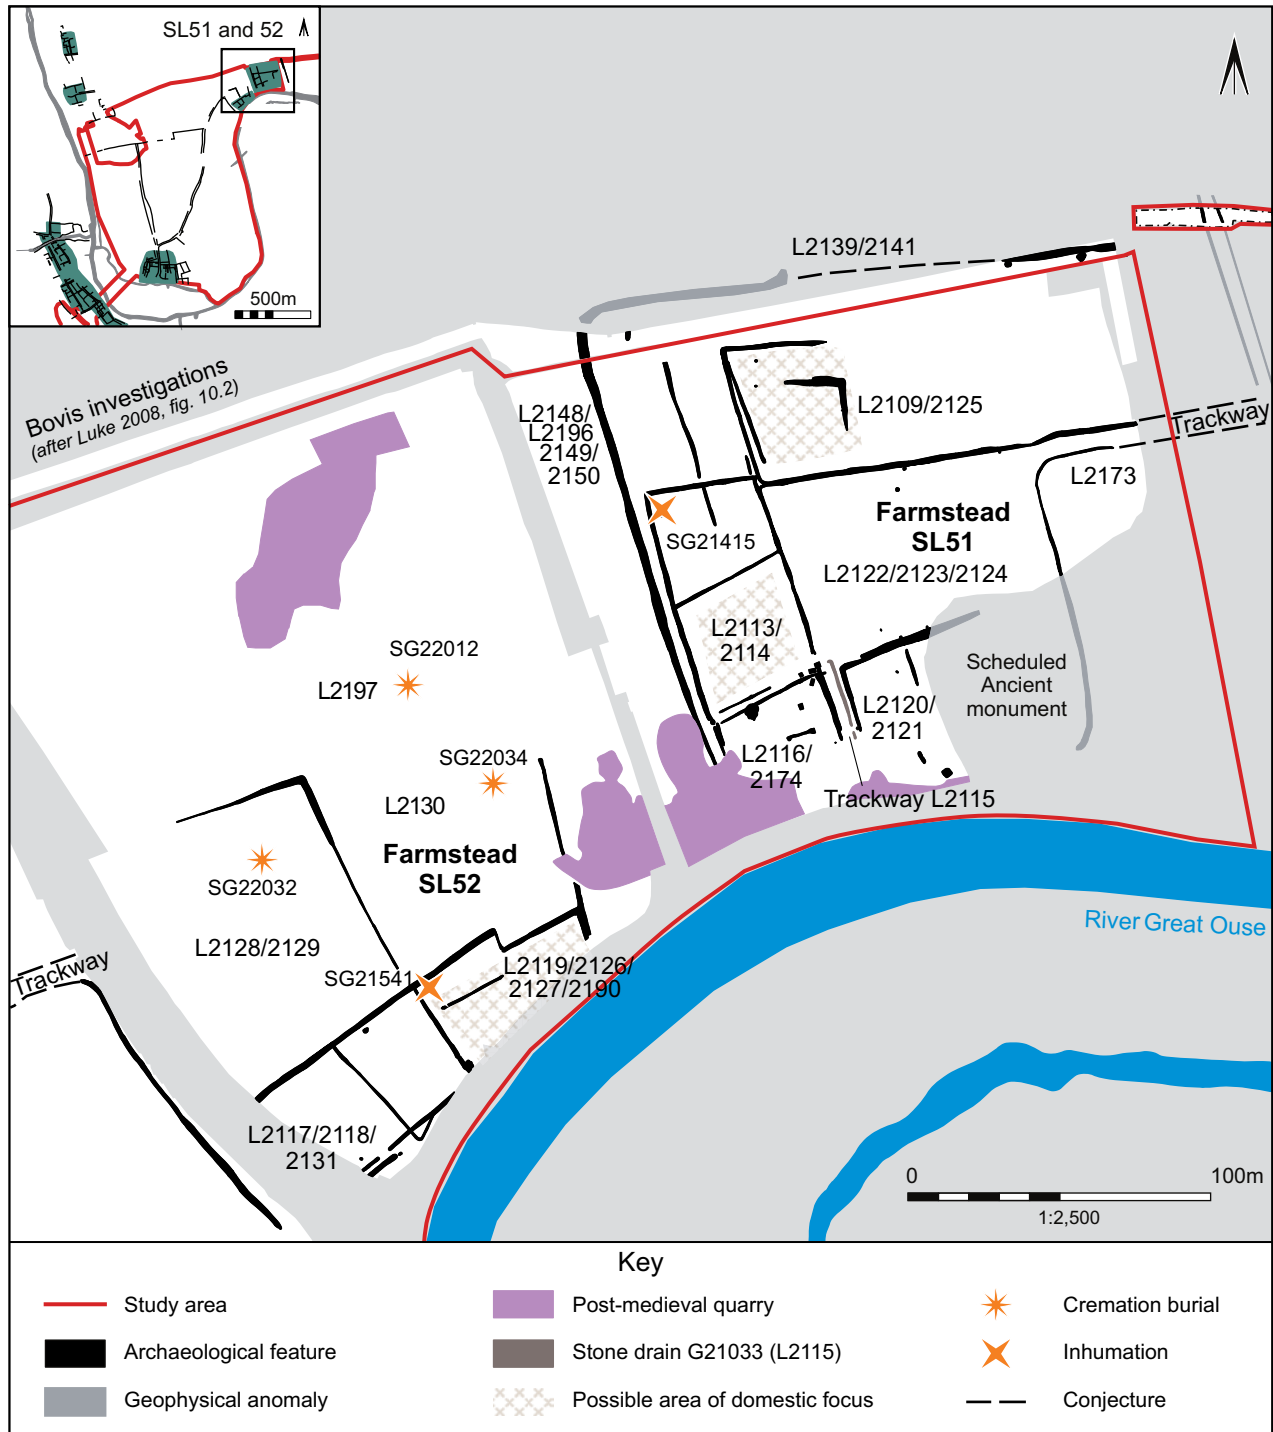 SL51 and 52
500m
Bovis investigations
(after Luke 2008, fig. 10.2)
L2139/2141
L2148/
L2196
2149/
2150
L2109/2125
Trackway
L2173
SG21415
Farmstead
SL51
L2122/2123/2124
L2113/
2114
Scheduled
Ancient
monument
L2120/
2121
L2116/
2174
Trackway L2115
SG22012
L2197
SG22034
L2130
Farmstead
SL52
SG22032
L2128/2129
SG21541
L2119/2126/
2127/2190
Trackway
L2117/2118/
2131
River Great Ouse
0 100m
1:2,500
Key
Study area
Archaeological feature
Geophysical anomaly
Post-medieval quarry
Stone drain G21033 (L2115)
Possible area of domestic focus
Cremation burial
Inhumation
Conjecture